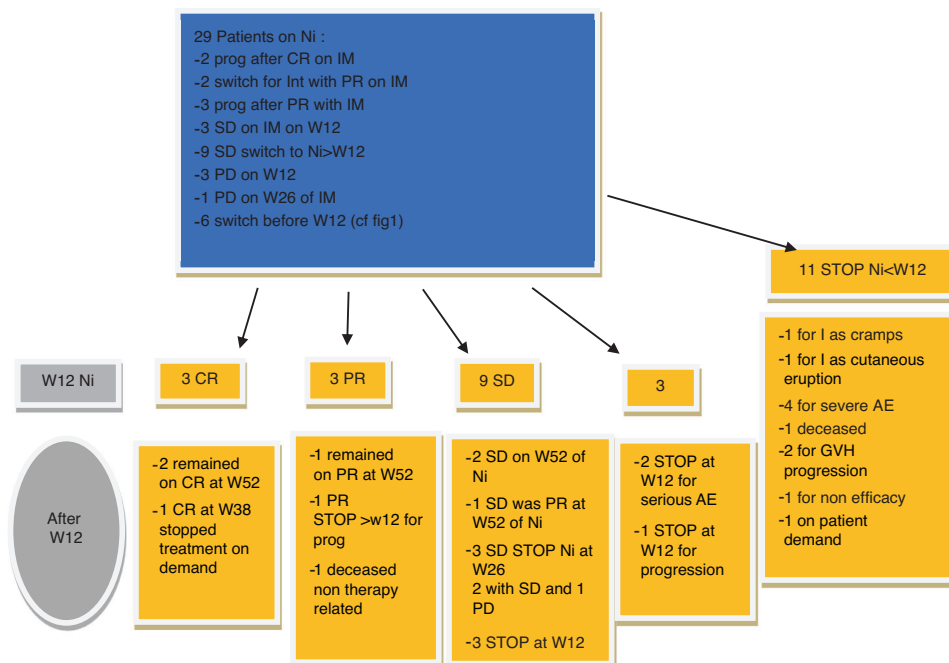 29 Patients on Ni :
-2 prog after CR on IM
-2 switch for Int with PR on IM
-3 prog after PR with IM
-3 SD on IM on W12
-9 SD switch to Ni>W12
-3 PD on W12
-1 PD on W26 of IM
-6 switch before W12 (cf fig1)
11 STOP Ni<W12
-1 for I as cramps
-1 for I as cutaneous
eruption
-4 for severe AE
-1 deceased
-2 for GVH
progression
-1 for non efficacy
-1 on patient
demand
W12 Ni
3 CR
3 PR
9 SD
3
After
W12
-2 remained
on CR at W52
-1 CR at W38
stopped
treatment on
demand
-1 remained
on PR at W52
-1 PR
STOP >w12 for
prog
-1 deceased
non therapy
related
-2 SD on W52 of
Ni
-1 SD was PR at
W52 of Ni
-3 SD STOP Ni at
W26
2 with SD and 1
PD
-3 STOP at W12
-2 STOP at
W12 for
serious AE
-1 STOP at
W12 for
progression